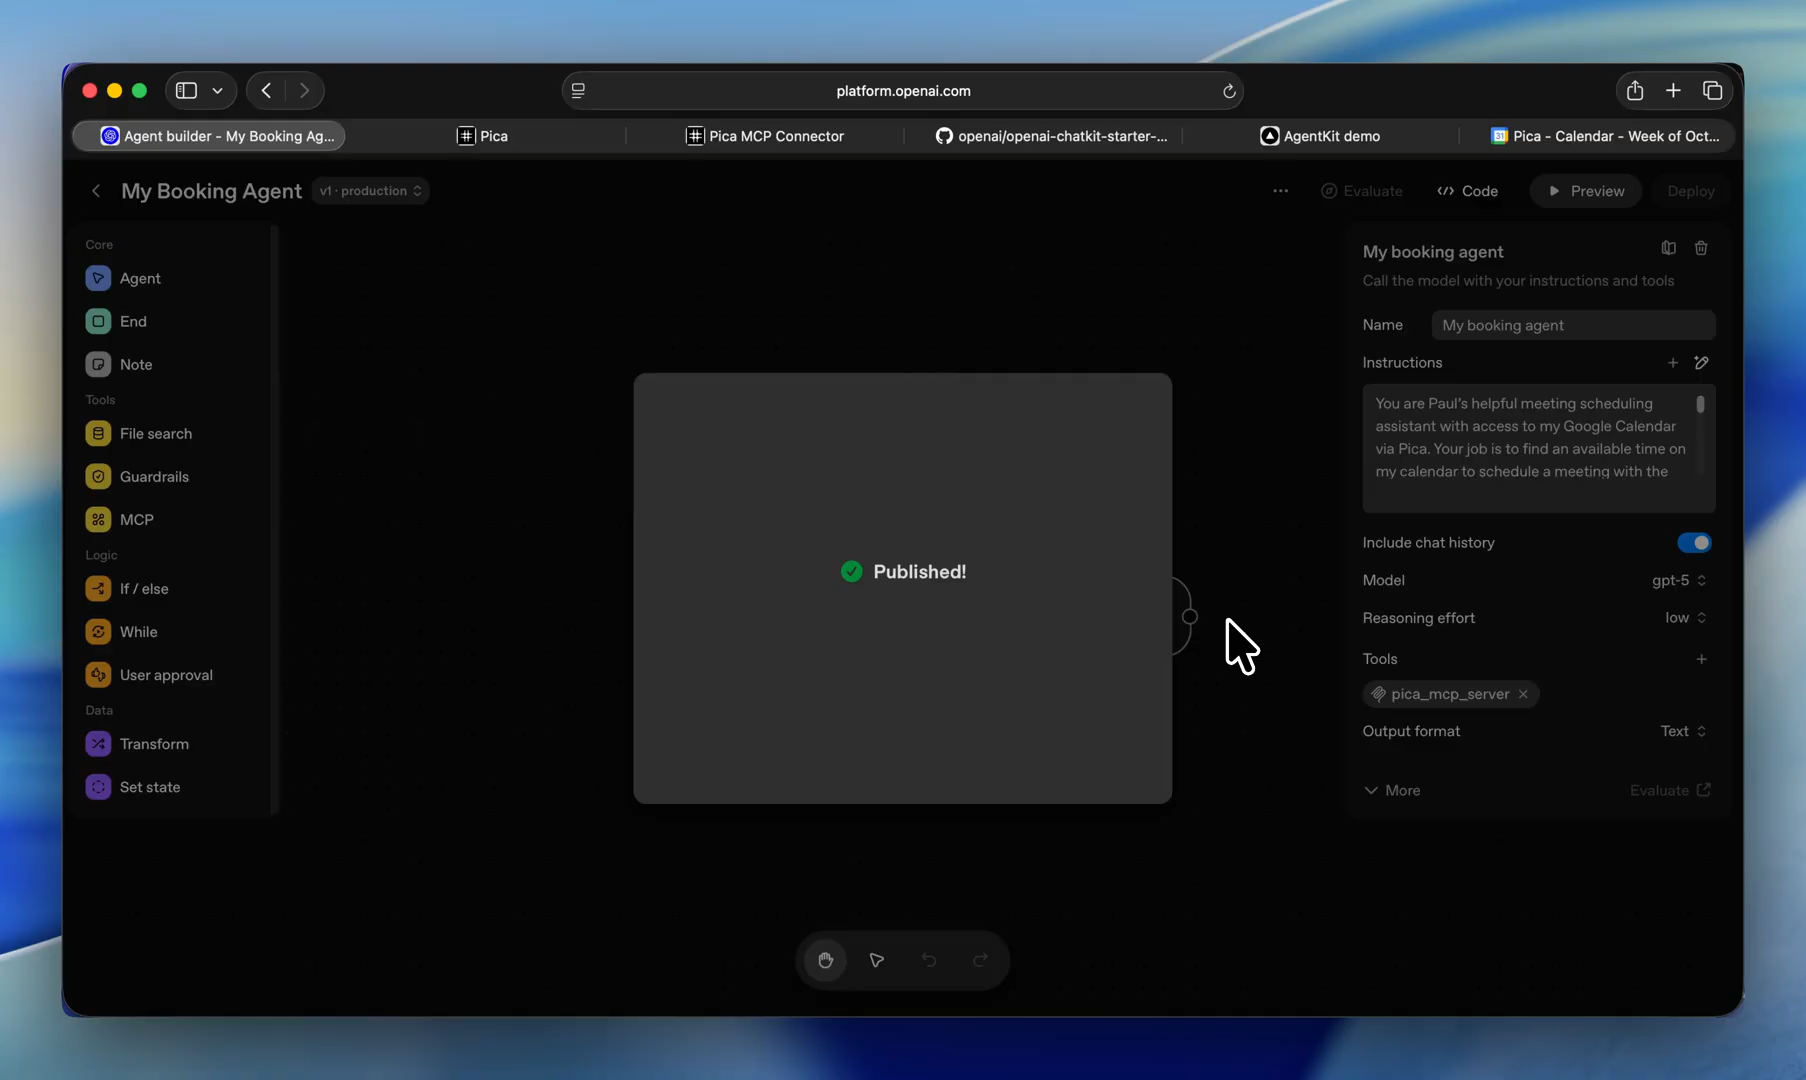 platform.openai.com
Agent builder - My Booking Ag...
Pica
Pica MCP Connector
openai/openai-chatkit-starter-...
AgentKit demo
31
Pica - Calendar - Week of Oct...
My Booking Agent
v1 · production
Evaluate
Code
Preview
Deploy
Core
Agent
End
Note
Tools
File search
Guardrails
MCP
Logic
If / else
While
User approval
Data
Transform
Set state
Published!
My booking agent
Call the model with your instructions and tools
Name
My booking agent
Instructions
You are Paul's helpful meeting scheduling
assistant with access to my Google Calendar
via Pica. Your job is to find an available time on
my calendar to schedule a meeting with the
Include chat history
Model
gpt-5
Reasoning effort
low
Tools
pica_mcp_server
Output format
Text
More
Evaluate